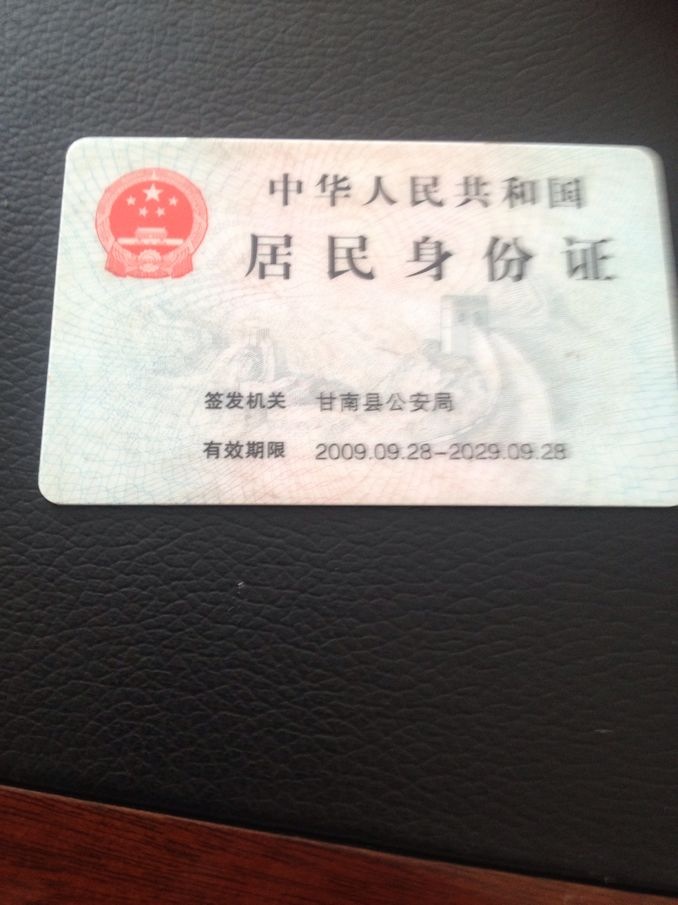 中华人民共和国
居民身份证
签发机关 甘南县公安局
有效期限 2009.09.28-2029.09.28